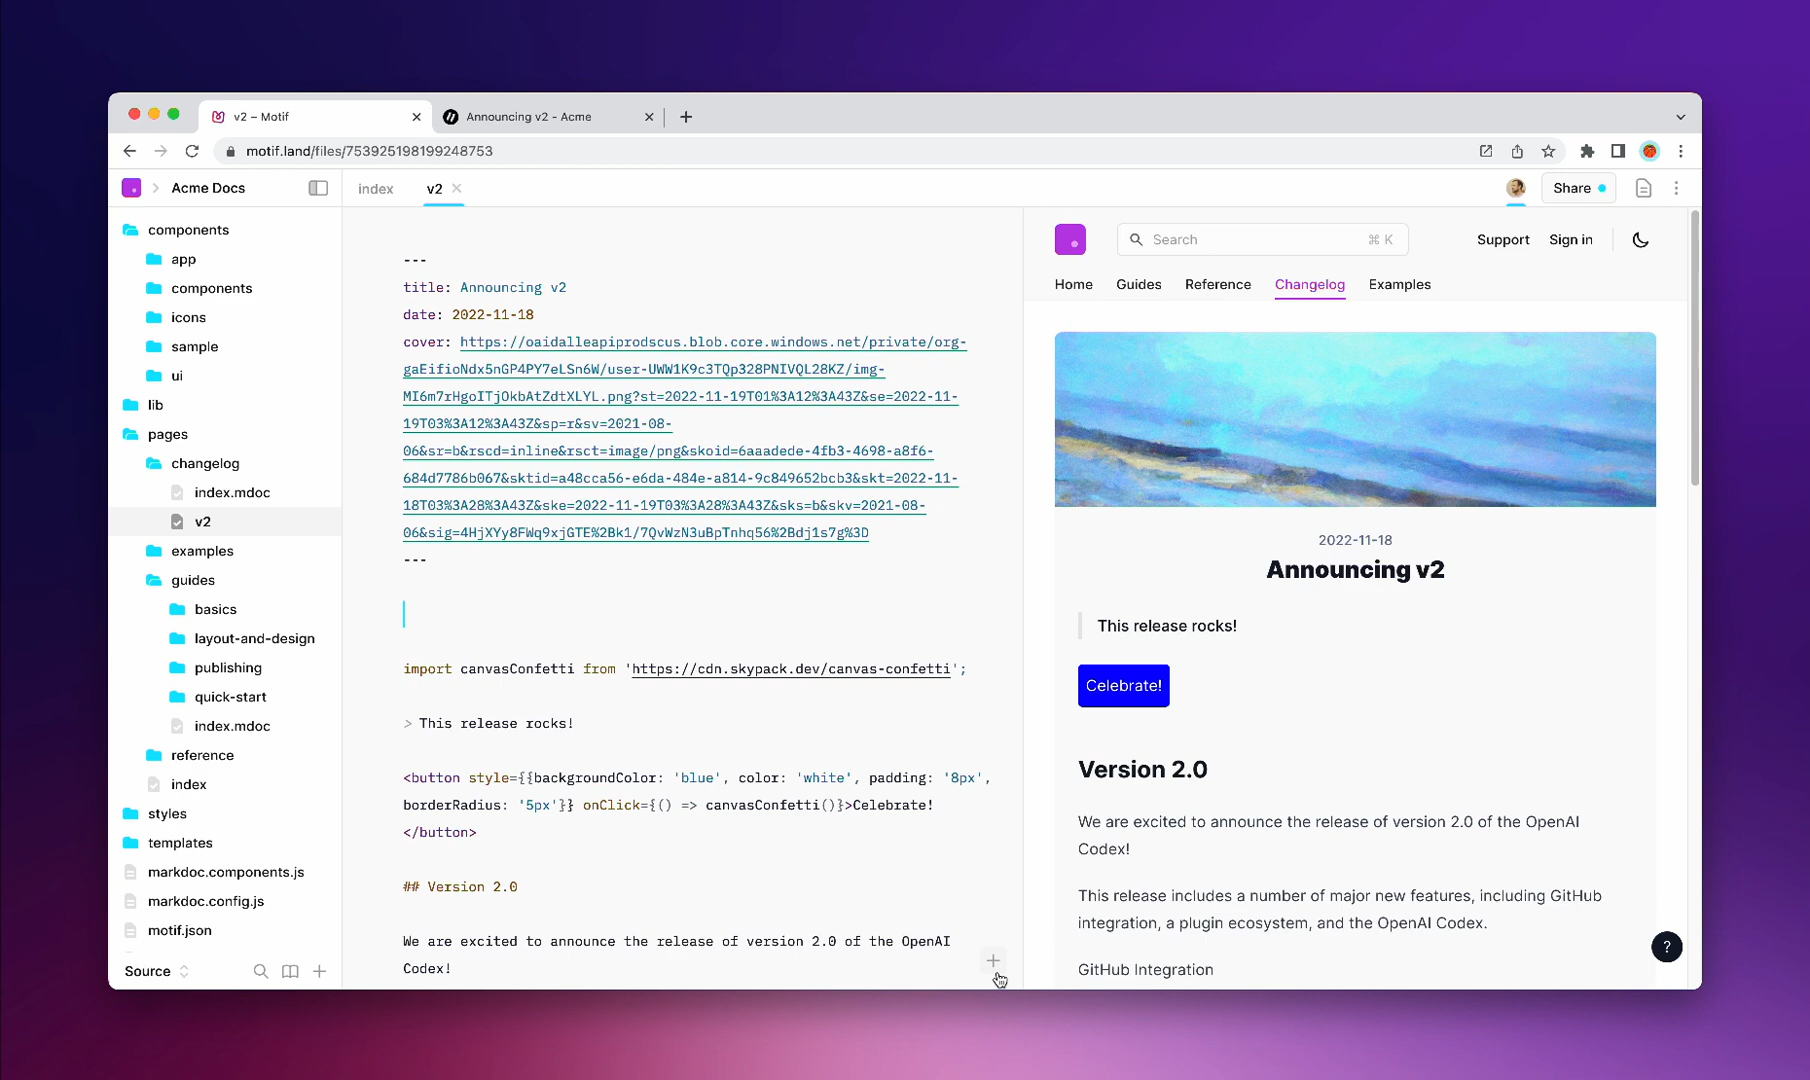 v2 – Motif
Announcing v2 - Acme
motif.land/files/753925198199248753
Acme Docs
index
v2
Share
components
app
components
icons
sample
ui
lib
pages
changelog
index.mdoc
v2
examples
guides
basics
layout-and-design
publishing
quick-start
index.mdoc
reference
index
styles
templates
markdoc.components.js
markdoc.config.js
motif.json
Source
---
title: Announcing v2
date: 2022-11-18
cover: https://oaidalleapiprodscus.blob.core.windows.net/private/org-
gaEifioNdx5nGP4PY7eLSn6W/user-UWW1K9c3TQp328PNIVQL28KZ/img-
MI6m7rHgoITjOkbAtZdtXLYL.png?st=2022-11-19T01%3A12%3A43Z&se=2022-11-
19T03%3A12%3A43Z&sp=r&sv=2021-08-
06&sr=b&rscd=inline&rsct=image/png&skoid=6aaadede-4fb3-4698-a8f6-
684d7786b067&sktid=a48cca56-e6da-484e-a814-9c849652bcb3&skt=2022-11-
18T03%3A28%3A43Z&ske=2022-11-19T03%3A28%3A43Z&sks=b&skv=2021-08-
06&sig=4HjXYy8FWq9xjGTE%2Bk1/7QvWzN3uBpTnhq56%2Bdj1s7g%3D
---
import canvasConfetti from 'https://cdn.skypack.dev/canvas-confetti';
> This release rocks!
<button style={{backgroundColor: 'blue', color: 'white', padding: '8px',
borderRadius: '5px'}} onClick={() => canvasConfetti()}>Celebrate!
</button>
## Version 2.0
We are excited to announce the release of version 2.0 of the OpenAI
Codex!
Search
⌘ K
Support
Sign in
Home
Guides
Reference
Changelog
Examples
2022-11-18
Announcing v2
This release rocks!
Celebrate!
Version 2.0
We are excited to announce the release of version 2.0 of the OpenAI
Codex!
This release includes a number of major new features, including GitHub
integration, a plugin ecosystem, and the OpenAI Codex.
GitHub Integration
?